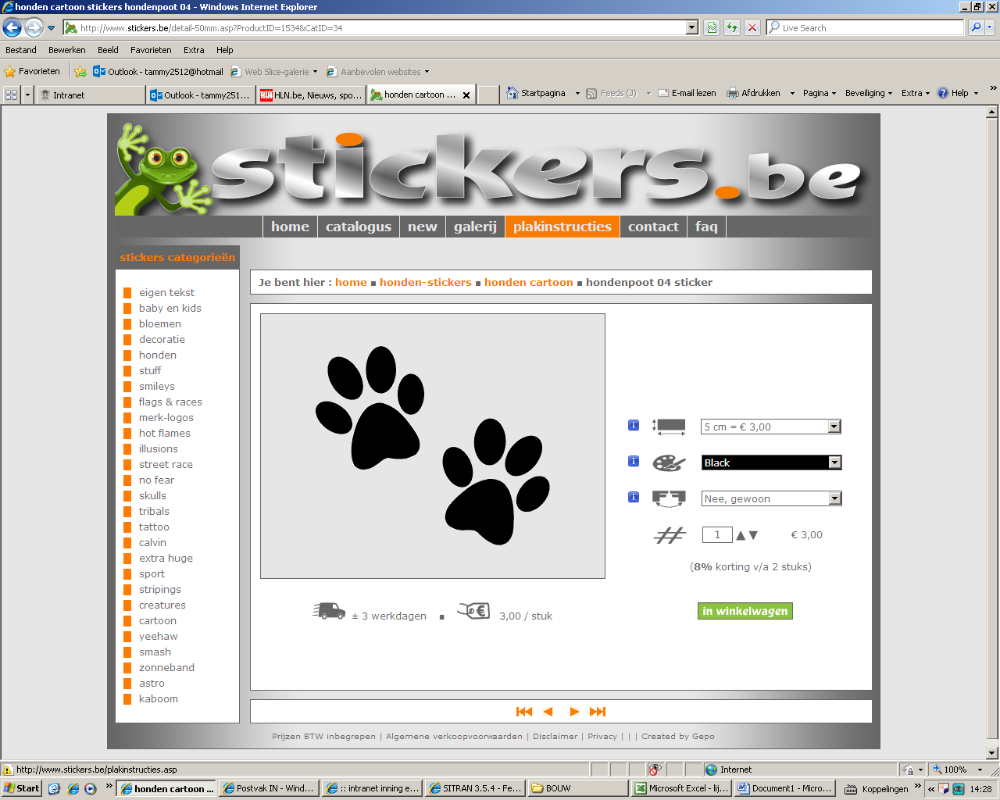 honden cartoon stickers hondenpoot 04 - Windows Internet Explorer
http://www.stickers.be/detail-50mm.asp?ProductID=1534&CatID=34
Live Search
Bestand Bewerken Beeld Favorieten Extra Help
Favorieten Outlook - tammy2512@hotmail Web Slice-galerie Aanbevolen websites
Intranet Outlook - tammy251... HLN.be, Nieuws, spo... honden cartoon ... Startpagina Feeds (J) E-mail lezen Afdrukken Pagina Beveiliging Extra Help »
stickers.be
home catalogus new galerij plakinstructies contact faq
stickers categorieën
eigen tekst
baby en kids
bloemen
decoratie
honden
stuff
smileys
flags & races
merk-logos
hot flames
illusions
street race
no fear
skulls
tribals
tattoo
calvin
extra huge
sport
stripings
creatures
cartoon
yeehaw
smash
zonneband
astro
kaboom
Je bent hier : home ▪ honden-stickers ▪ honden cartoon ▪ hondenpoot 04 sticker
5 cm = € 3,00
Black
Nee, gewoon
1 € 3,00
(8% korting v/a 2 stuks)
± 3 werkdagen ▪ 3,00 / stuk
in winkelwagen
Prijzen BTW inbegrepen | Algemene verkoopvoorwaarden | Disclaimer | Privacy | | | Created by Gepo
http://www.stickers.be/plakinstructies.asp
Internet
100%
Start » honden cartoon ... Postvak IN - Wind... :: intranet inning e... SITRAN 3.5.4 - Fe... BOUW Microsoft Excel - lij... Document1 - Micro... Koppelingen » « 14:28